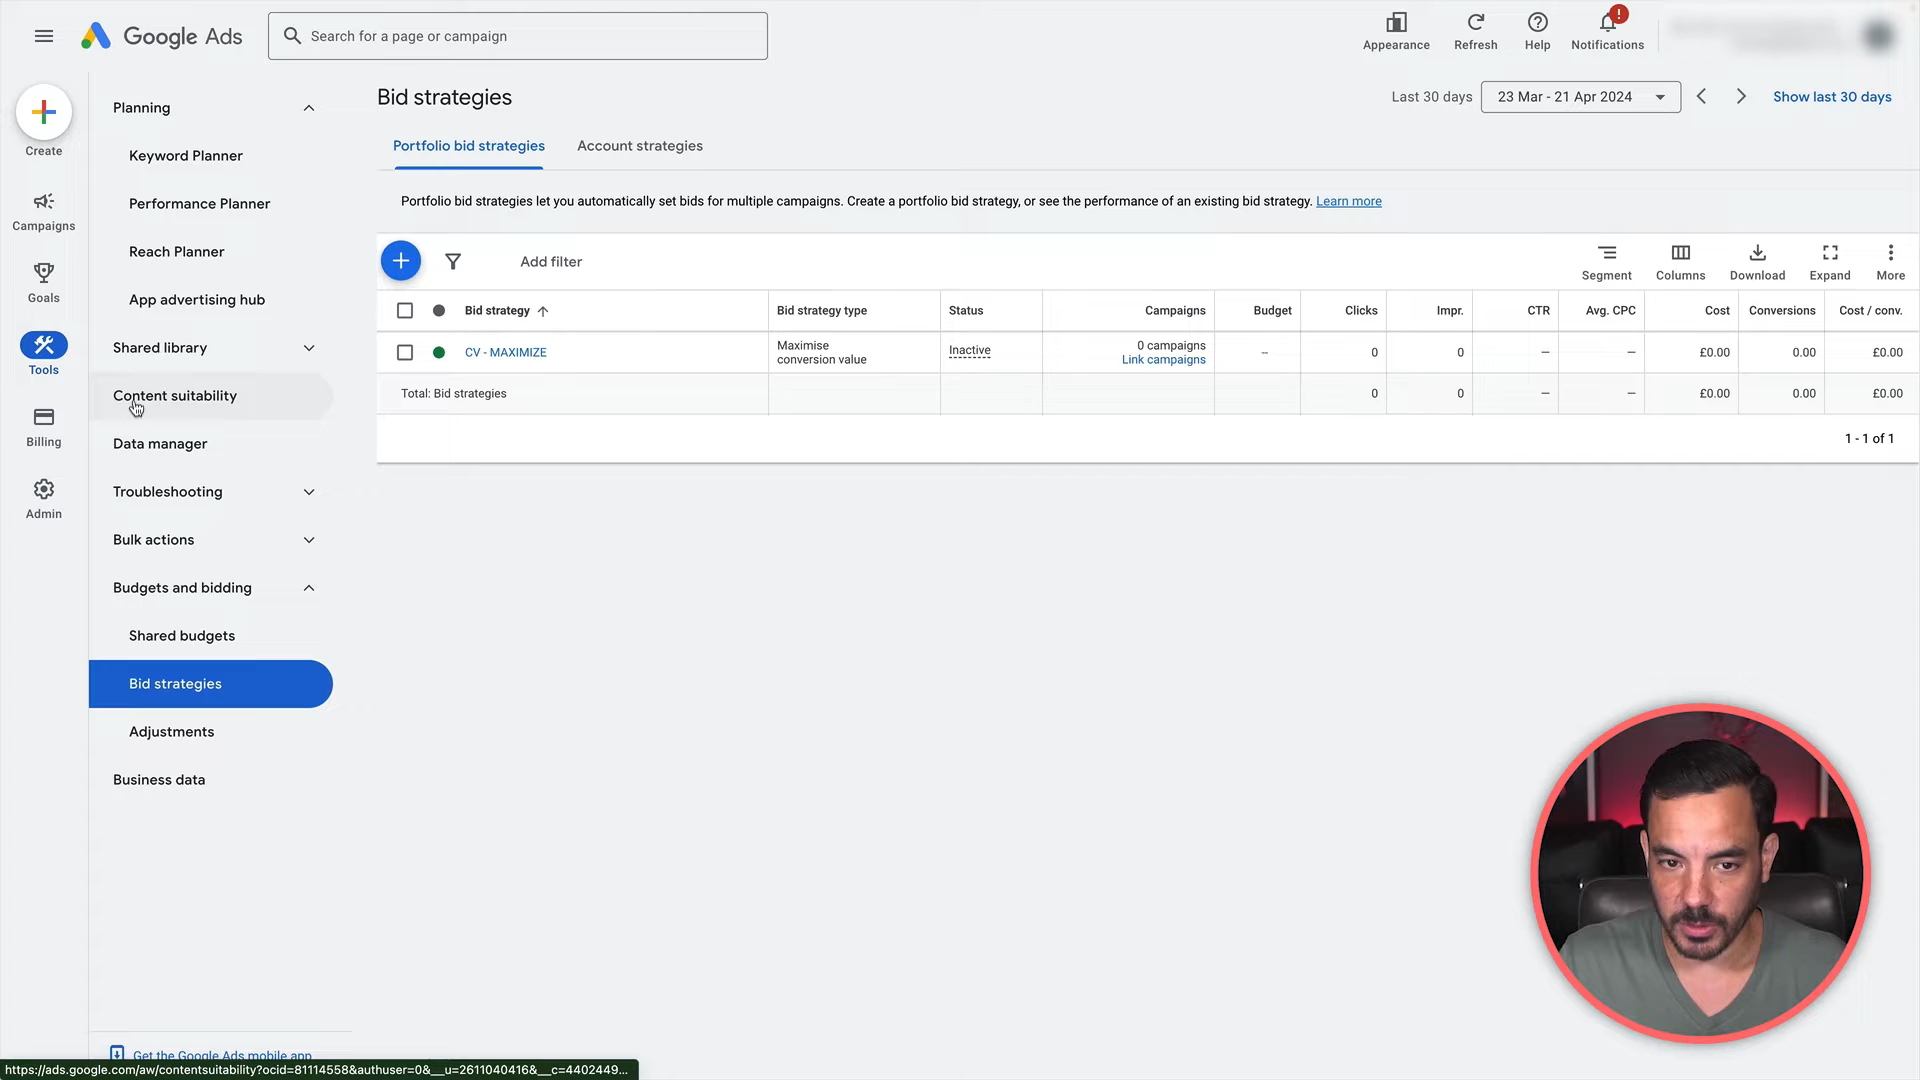 Google Ads
Search for a page or campaign
Appearance
Refresh
Help
!
Notifications
Create
Campaigns
Goals
Tools
Billing
Admin
Planning
Keyword Planner
Performance Planner
Reach Planner
App advertising hub
Shared library
Content suitability
Data manager
Troubleshooting
Bulk actions
Budgets and bidding
Shared budgets
Bid strategies
Adjustments
Business data
Get the Google Ads mobile app
Bid strategies
Last 30 days
23 Mar - 21 Apr 2024
Show last 30 days
Portfolio bid strategies
Account strategies
Portfolio bid strategies let you automatically set bids for multiple campaigns. Create a portfolio bid strategy, or see the performance of an existing bid strategy. Learn more
Add filter
Segment
Columns
Download
Expand
More
Bid strategy Bid strategy type Status Campaigns Budget Clicks Impr. CTR Avg. CPC Cost Conversions Cost / conv.
CV - MAXIMIZE
Maximise
conversion value
Inactive
0 campaigns
Link campaigns
– 0 0 – – £0.00 0.00 £0.00
Total: Bid strategies 0 0 – – £0.00 0.00 £0.00
1 - 1 of 1
https://ads.google.com/aw/contentsuitability?ocid=81114558&authuser=0&__u=2611040416&__c=4402449...